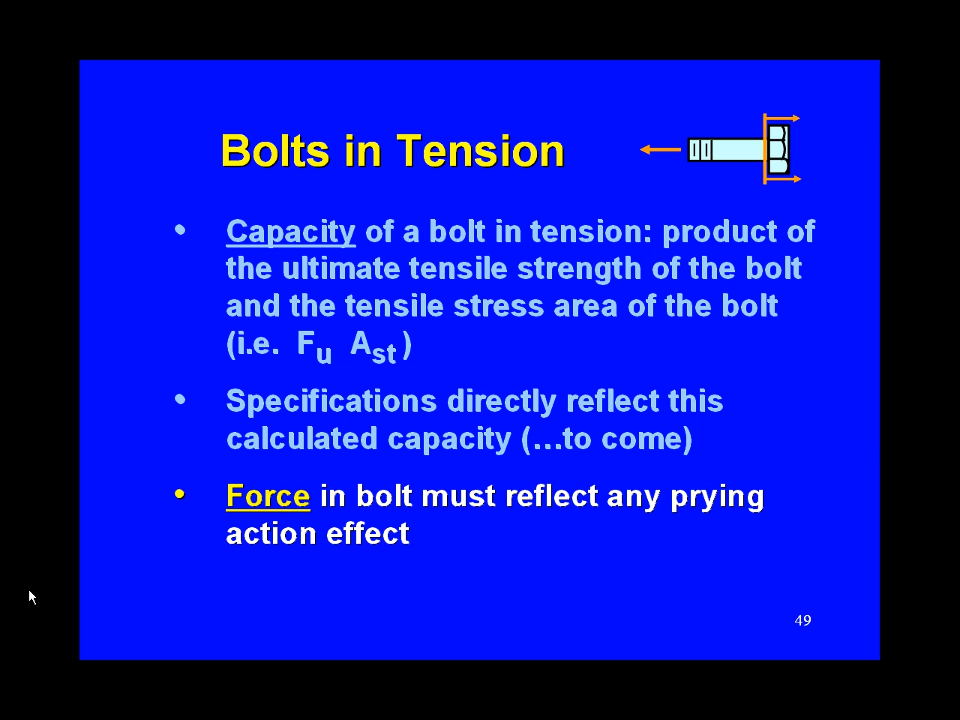 Bolts in Tension
• Capacity of a bolt in tension: product of
the ultimate tensile strength of the bolt
and the tensile stress area of the bolt
(i.e. Fu Ast)
• Specifications directly reflect this
calculated capacity (…to come)
• Force in bolt must reflect any prying
action effect
49